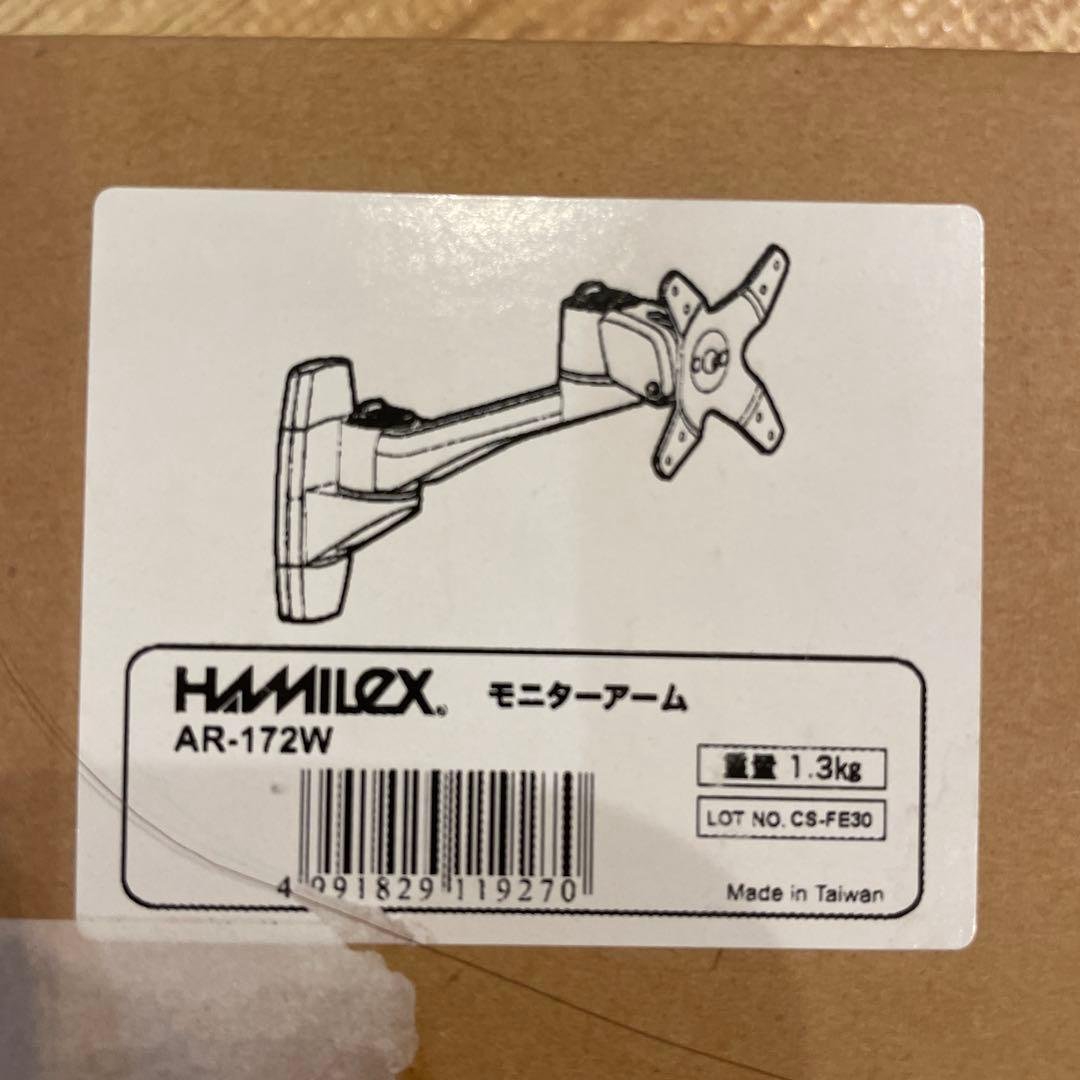 HAMILEX® モニターアーム
AR-172W
重量 1.3kg
LOT NO. CS-FE30
4 991829 119270
Made in Taiwan